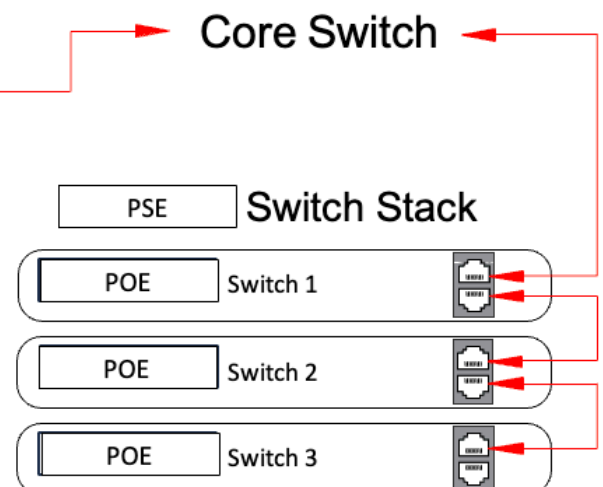 Core Switch
PSE Switch Stack
POE Switch 1
POE Switch 2
POE Switch 3